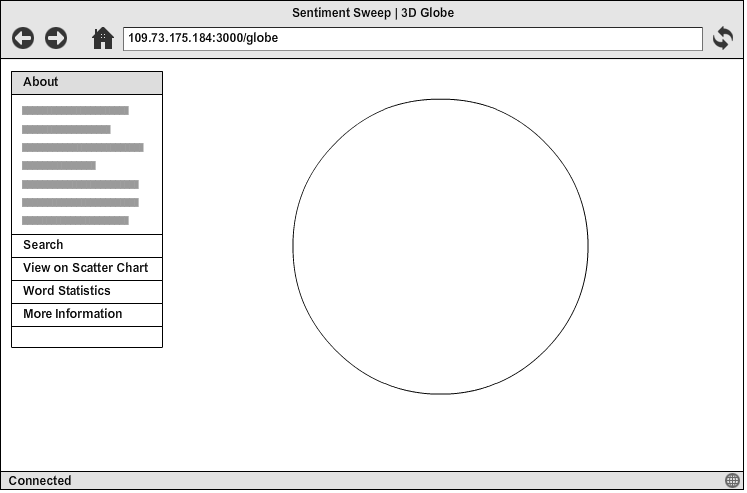 Sentiment Sweep | 3D Globe
109.73.175.184:3000/globe
About
Search
View on Scatter Chart
Word Statistics
More Information
Connected